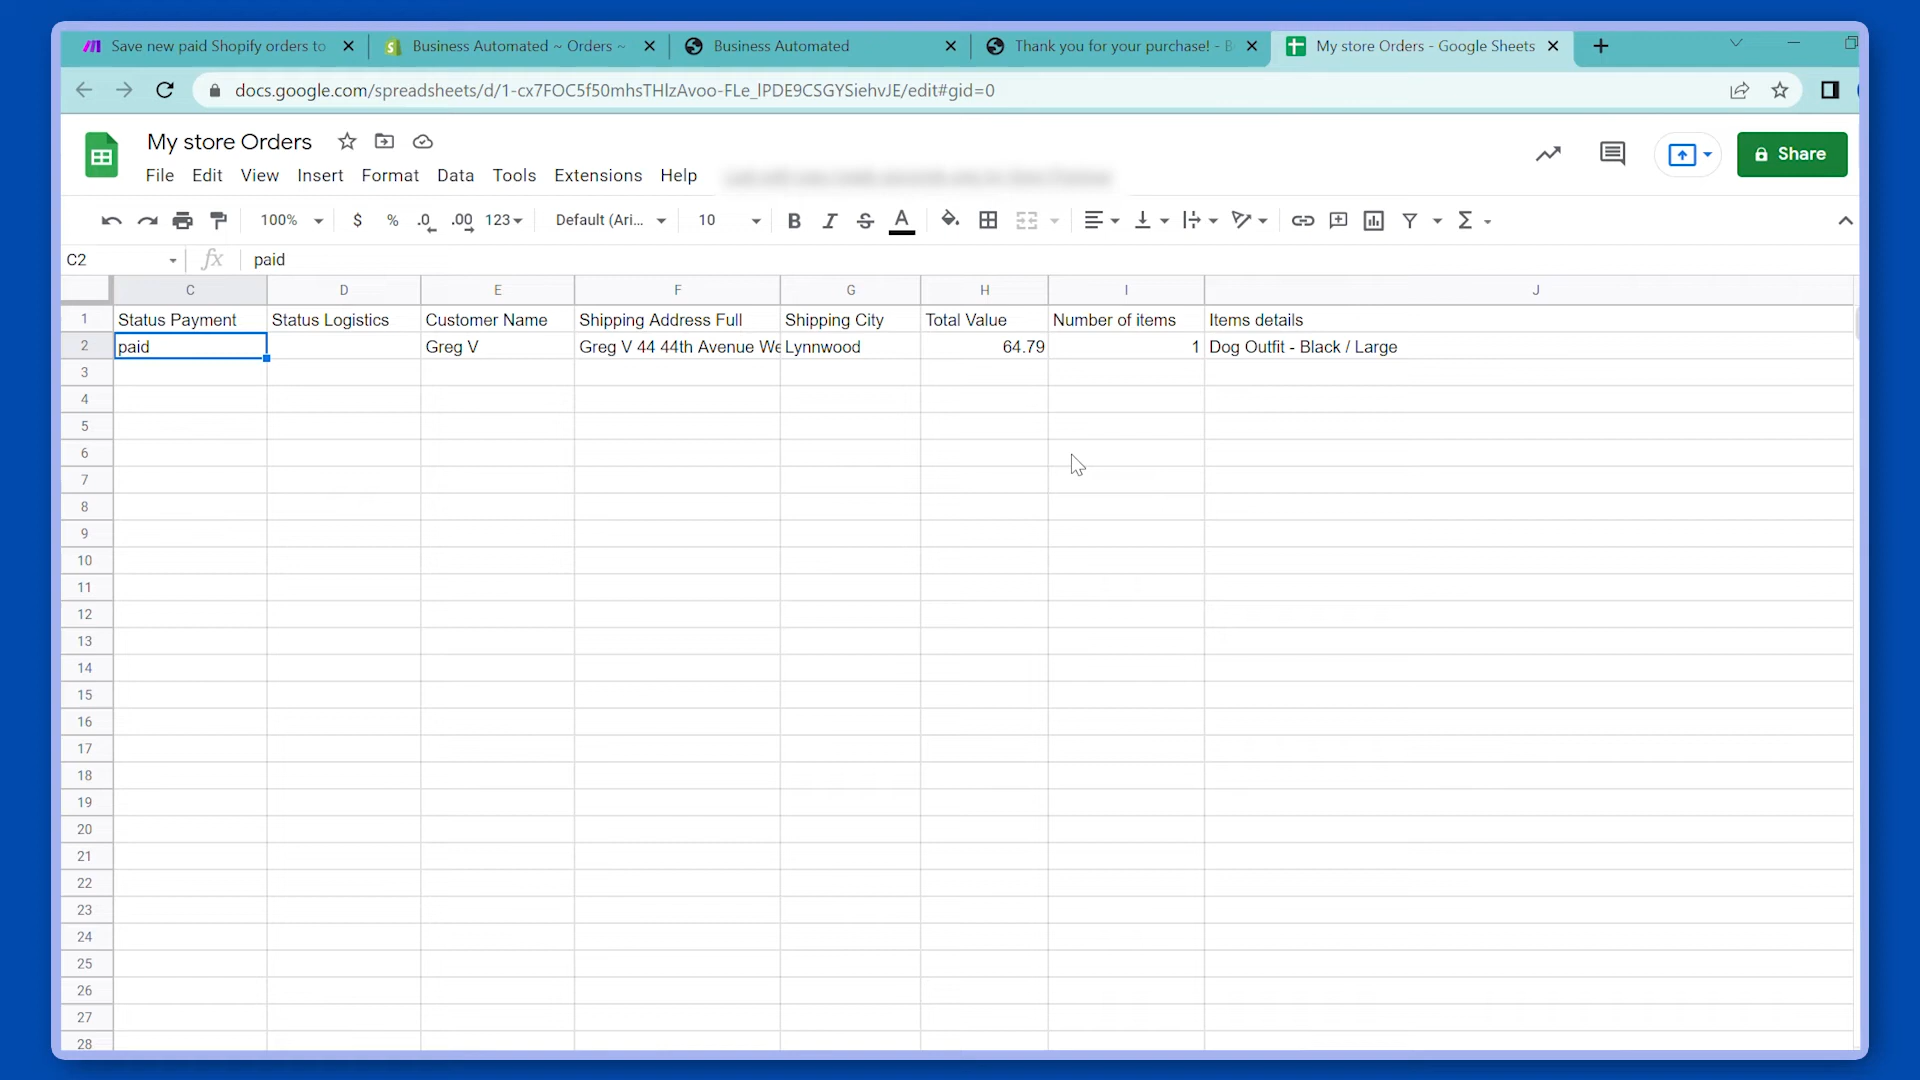 Save new paid Shopify orders to
Business Automated ~ Orders ~
Business Automated
Thank you for your purchase! - B
My store Orders - Google Sheets
docs.google.com/spreadsheets/d/1-cx7FOC5f50mhsTHlzAvoo-FLe_lPDE9CSGYSiehvJE/edit#gid=0
My store Orders
Share
File Edit View Insert Format Data Tools Extensions Help
100% $ % .0 .00 123 Default (Ari... 10 B I S A Σ
C2 fx paid
C D E F G H I J
1 Status Payment Status Logistics Customer Name Shipping Address Full Shipping City Total Value Number of items Items details
2 paid Greg V Greg V 44 44th Avenue We Lynnwood 64.79 1 Dog Outfit - Black / Large
3
4
5
6
7
8
9
10
11
12
13
14
15
16
17
18
19
20
21
22
23
24
25
26
27
28